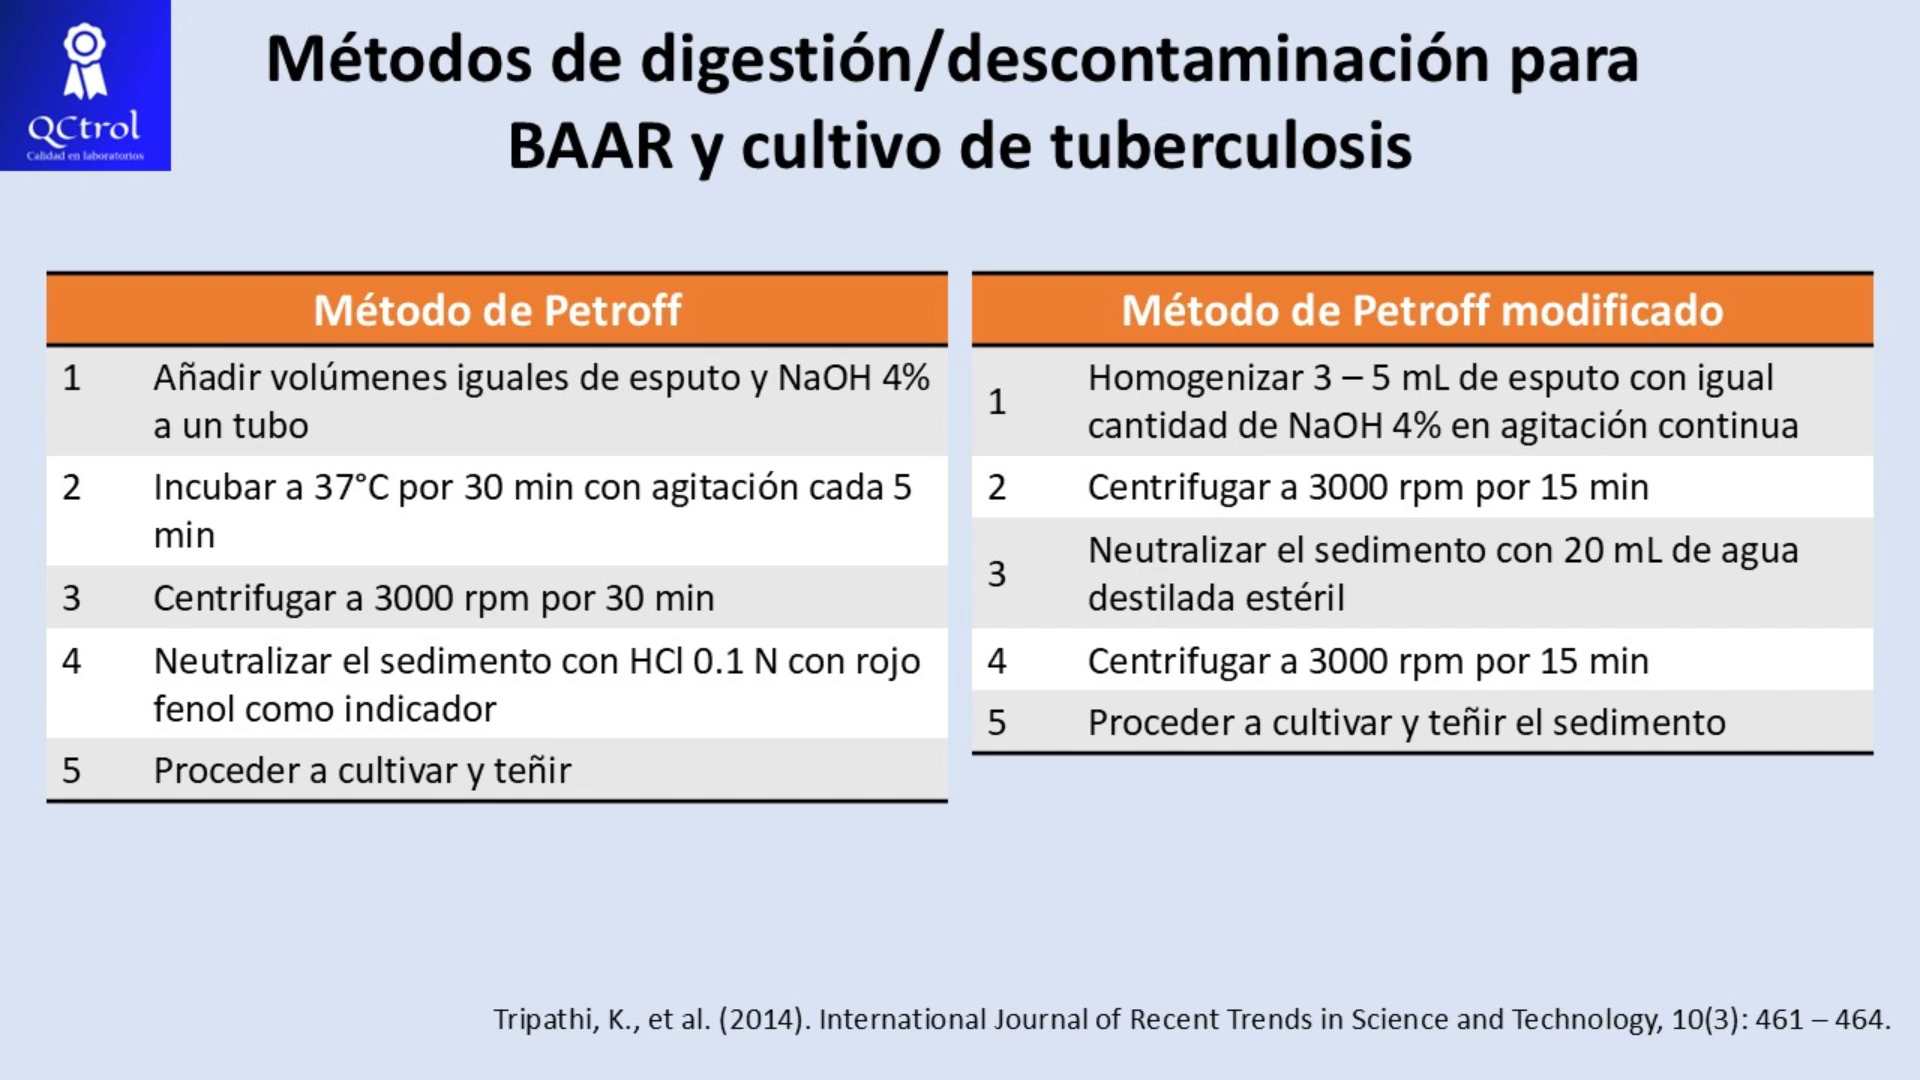 QCtrol
Calidad en laboratorios
Métodos de digestión/descontaminación para
BAAR y cultivo de tuberculosis
Método de Petroff
1 Añadir volúmenes iguales de esputo y NaOH 4%
a un tubo
2 Incubar a 37°C por 30 min con agitación cada 5
min
3 Centrifugar a 3000 rpm por 30 min
4 Neutralizar el sedimento con HCl 0.1 N con rojo
fenol como indicador
5 Proceder a cultivar y teñir
Método de Petroff modificado
1 Homogenizar 3 – 5 mL de esputo con igual
cantidad de NaOH 4% en agitación continua
2 Centrifugar a 3000 rpm por 15 min
3 Neutralizar el sedimento con 20 mL de agua
destilada estéril
4 Centrifugar a 3000 rpm por 15 min
5 Proceder a cultivar y teñir el sedimento
Tripathi, K., et al. (2014). International Journal of Recent Trends in Science and Technology, 10(3): 461 – 464.